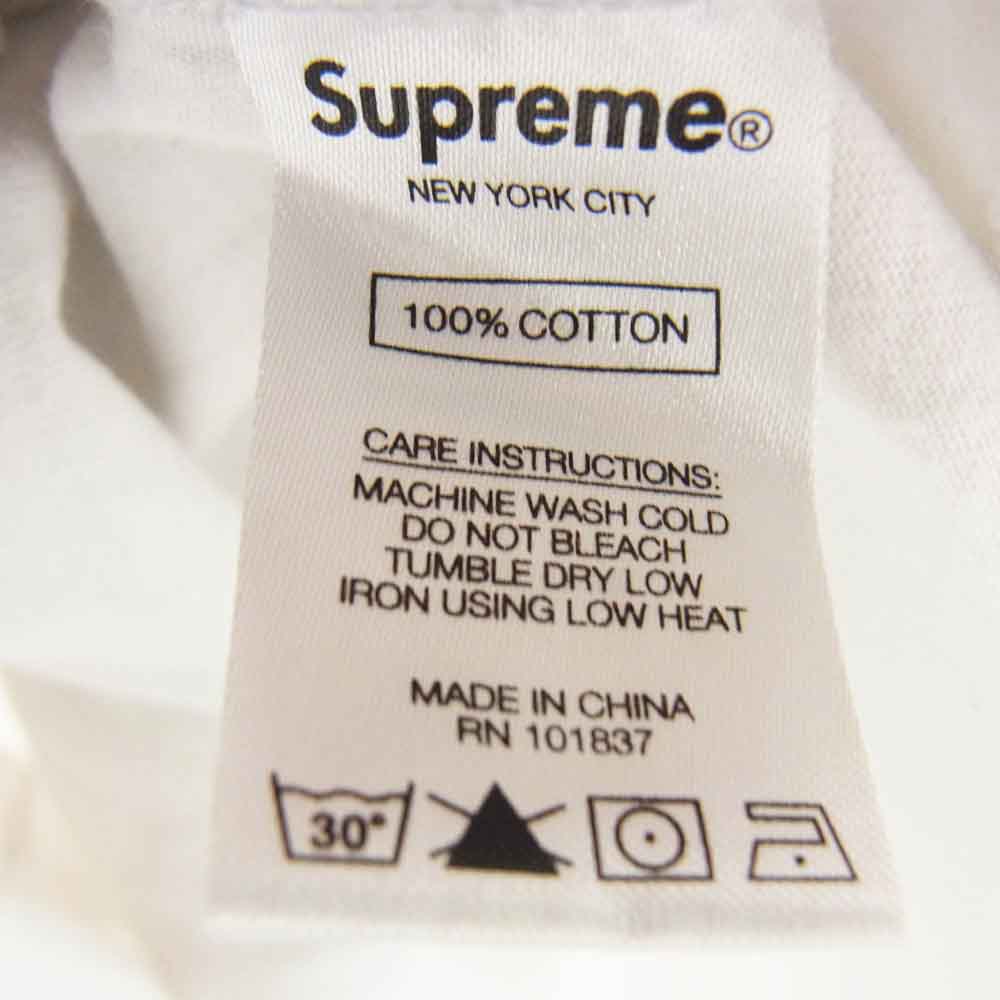 Supreme®
NEW YORK CITY
100% COTTON
CARE INSTRUCTIONS:
MACHINE WASH COLD
DO NOT BLEACH
TUMBLE DRY LOW
IRON USING LOW HEAT
MADE IN CHINA
RN 101837
30°